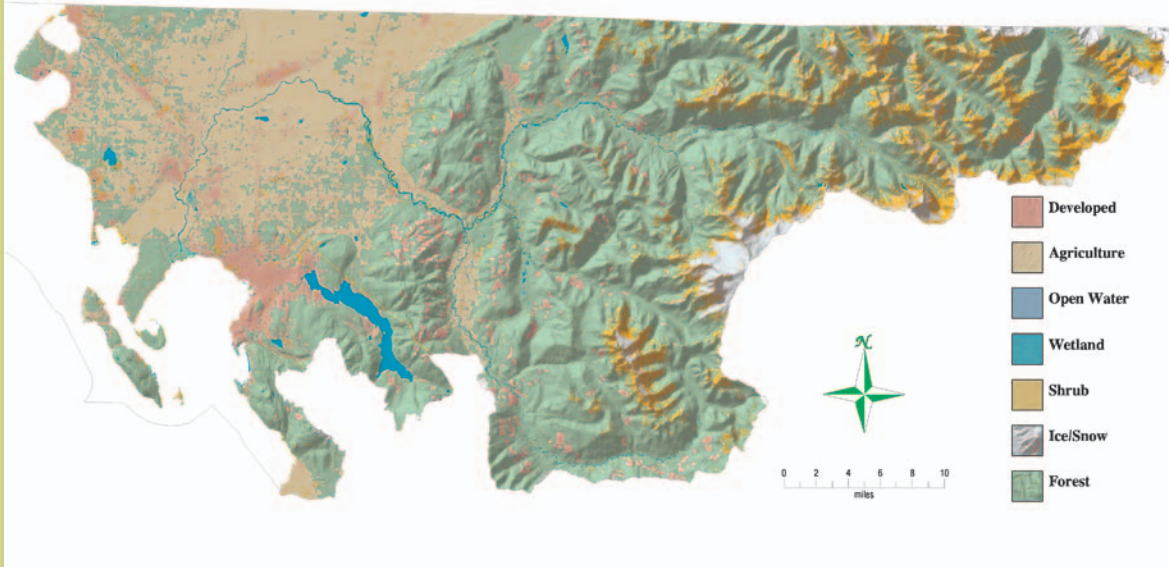 Developed
Agriculture
Open Water
Wetland
Shrub
Ice/Snow
Forest
N
0 2 4 6 8 10
miles